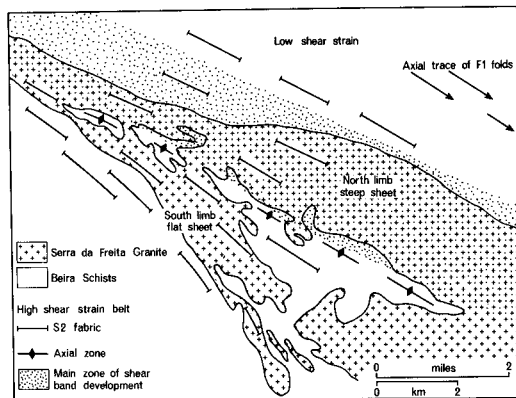 Low shear strain
Axial trace of F1 folds
North limb
steep sheet
South limb
flat sheet
Serra da Freita Granite
Beira Schists
High shear strain belt
S2 fabric
Axial zone
Main zone of shear
band development
0 2
miles
km
0 2